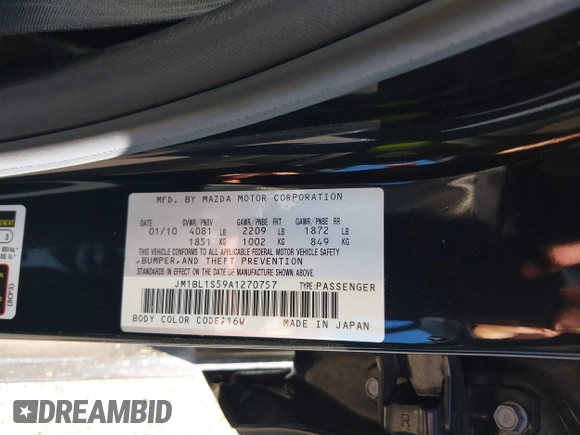 MFD. BY MAZDA MOTOR CORPORATION
GVWR/PNBV GAWR/PNBE FRT GAWR/PNBE RR
01/10 4081 LB 2209 LB 1872 LB
1851 KG 1002 KG 849 KG
THIS VEHICLE CONFORMS TO ALL APPLICABLE FEDERAL MOTOR VEHICLE SAFETY
,BUMPER,AND THEFT PREVENTION
STANDARDS IN EFFECT ON THE DATE OF MANUFACTURE SHOWN ABOVE.
JM1BL1S59A1270757 TYPE:PASSENGER
BODY COLOR CODE:16W MADE IN JAPAN
3
(BCP3)
R
DREAMBID